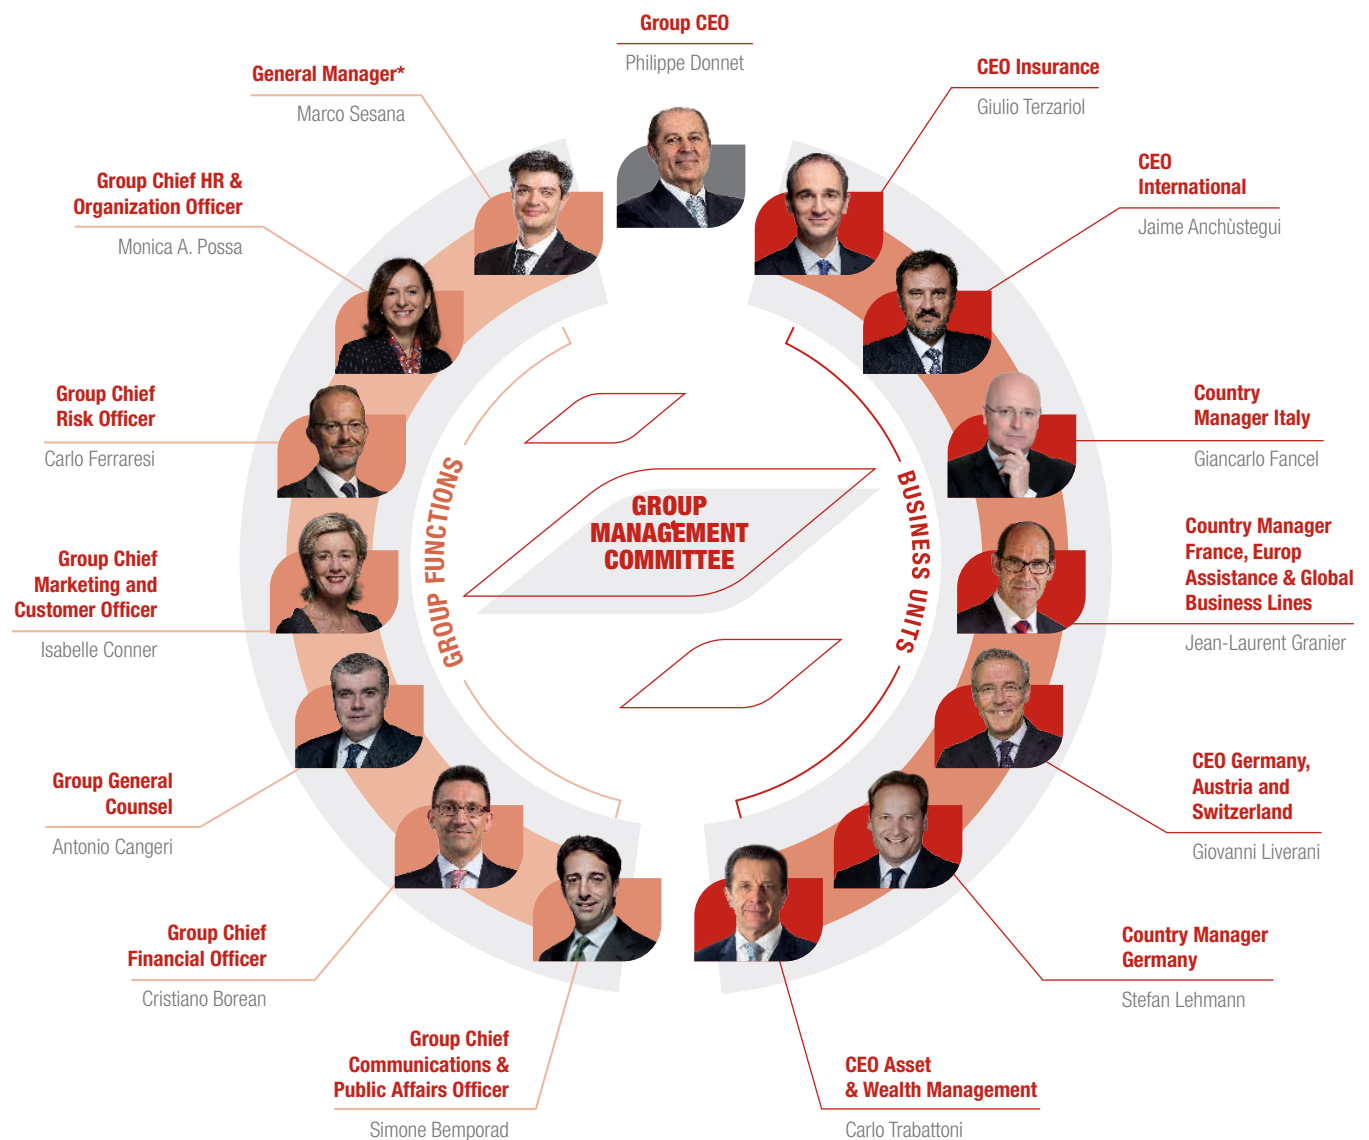 Group CEO
Philippe Donnet
General Manager*
Marco Sesana
Group Chief HR &
Organization Officer
Monica A. Possa
Group Chief
Risk Officer
Carlo Ferraresi
Group Chief
Marketing and
Customer Officer
Isabelle Conner
Group General
Counsel
Antonio Cangeri
Group Chief
Financial Officer
Cristiano Borean
Group Chief
Communications &
Public Affairs Officer
Simone Bemporad
GROUP FUNCTIONS
GROUP
MANAGEMENT
COMMITTEE
BUSINESS UNITS
CEO Insurance
Giulio Terzariol
CEO
International
Jaime Anchùstegui
Country
Manager Italy
Giancarlo Fancel
Country Manager
France, Europ
Assistance & Global
Business Lines
Jean-Laurent Granier
CEO Germany,
Austria and
Switzerland
Giovanni Liverani
Country Manager
Germany
Stefan Lehmann
CEO Asset
& Wealth Management
Carlo Trabattoni